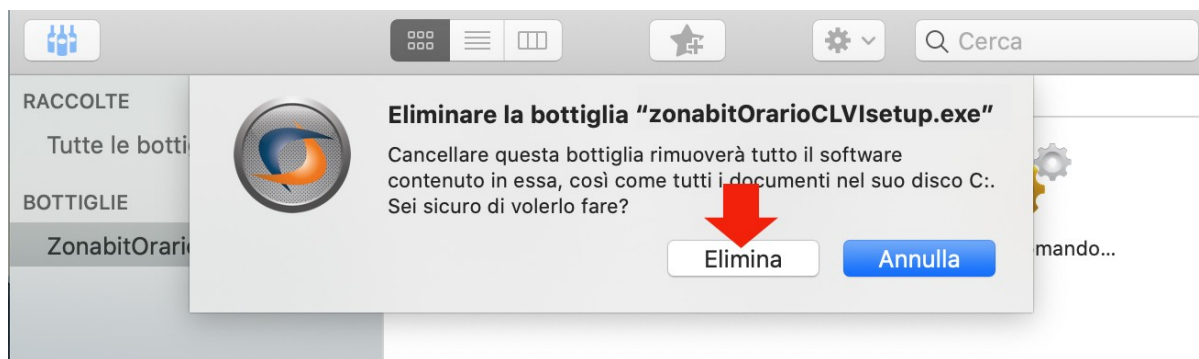 Cerca
RACCOLTE
Tutte le botti
BOTTIGLIE
ZonabitOrari
Eliminare la bottiglia “zonabitOrarioCLVIsetup.exe”
Cancellare questa bottiglia rimuoverà tutto il software
contenuto in essa, così come tutti i documenti nel suo disco C:.
Sei sicuro di volerlo fare?
Elimina
Annulla
mando...